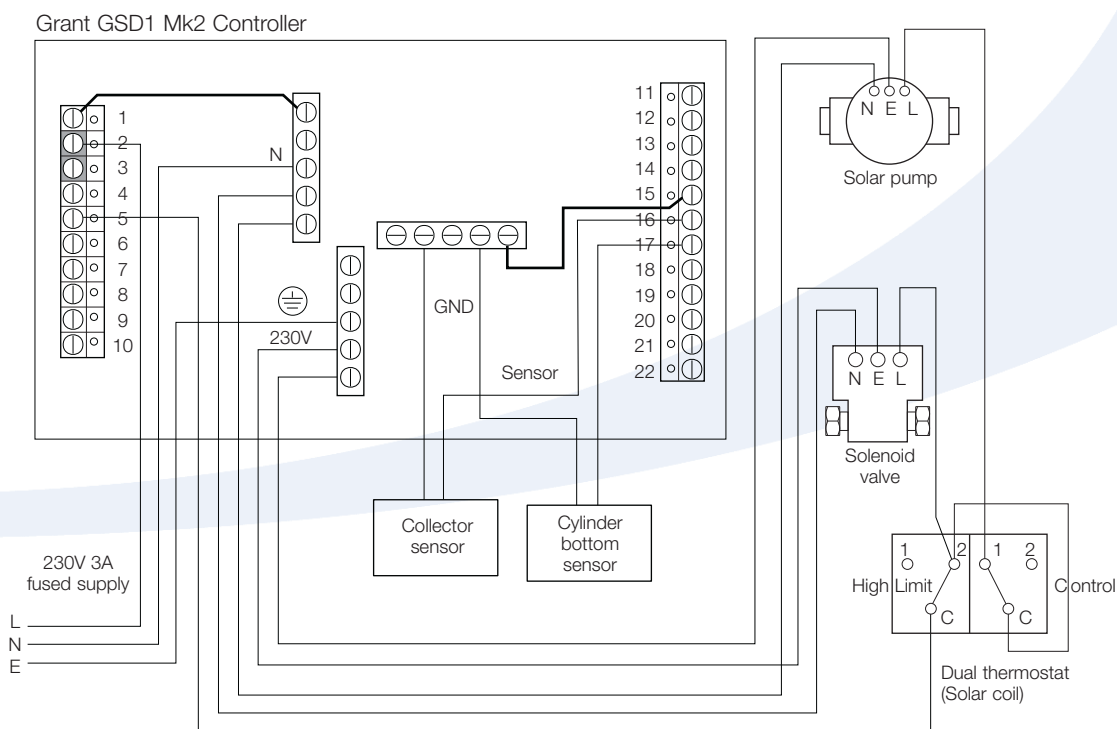 Grant GSD1 Mk2 Controller
1
2
3
4
5
6
7
8
9
10
N
230V
GND
Sensor
11
12
13
14
15
16
17
18
19
20
21
22
N E L
Solar pump
N E L
Solenoid
valve
Collector
sensor
Cylinder
bottom
sensor
230V 3A
fused supply
L
N
E
1 2 1 2
High Limit Control
C C
Dual thermostat
(Solar coil)